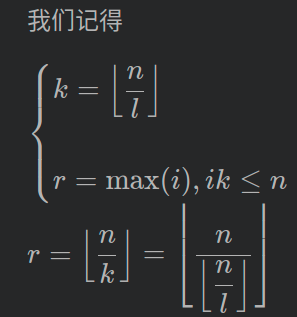 我们记得
k = ⌊n/l⌋
r = max(i), ik ≤ n
r = ⌊n/k⌋ = ⌊n/⌊n/l⌋⌋